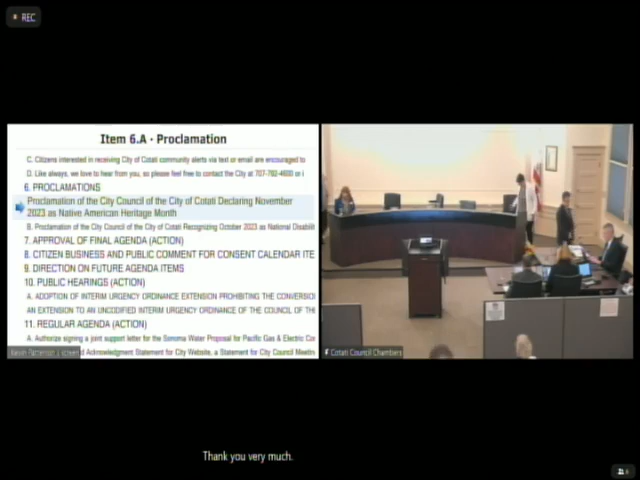 REC
Item 6.A · Proclamation
C. Citizens interested in receiving City of Cotati community alerts via text or email are encouraged to
D. Like always, we love to hear from you, so please feel free to contact the City at 707-792-4600 or i
6. PROCLAMATIONS
Proclamation of the City Council of the City of Cotati Declaring November
2023 as Native American Heritage Month
B. Proclamation of the City Council of the City of Cotati Recognizing October 2023 as National Disabilit
7. APPROVAL OF FINAL AGENDA (ACTION)
8. CITIZEN BUSINESS AND PUBLIC COMMENT FOR CONSENT CALENDAR ITE
9. DIRECTION ON FUTURE AGENDA ITEMS
10. PUBLIC HEARINGS (ACTION)
A. ADOPTION OF INTERIM URGENCY ORDINANCE EXTENSION PROHIBITING THE CONVERSIO
AN EXTENSION TO AN UNCODIFIED INTERIM URGENCY ORDINANCE OF THE COUNCIL OF TH
11. REGULAR AGENDA (ACTION)
A. Authorize signing a joint support letter for the Sonoma Water Proposal for Pacific Gas & Electric Co
d Acknowledgment Statement for City Website, a Statement for City Council Meetin
Cotati Council Chambers
Thank you very much.